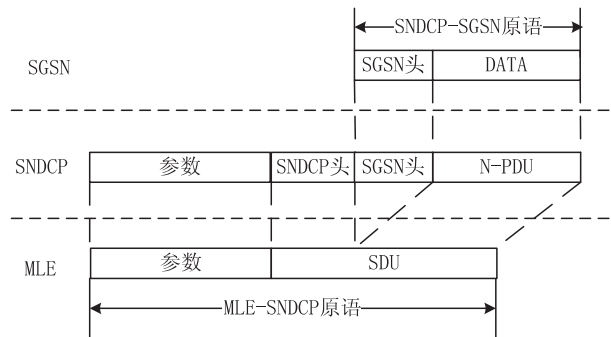 SNDCP-SGSN原语
SGSN SGSN头 DATA
SNDCP 参数 SNDCP头 SGSN头 N-PDU
MLE 参数 SDU
MLE-SNDCP原语